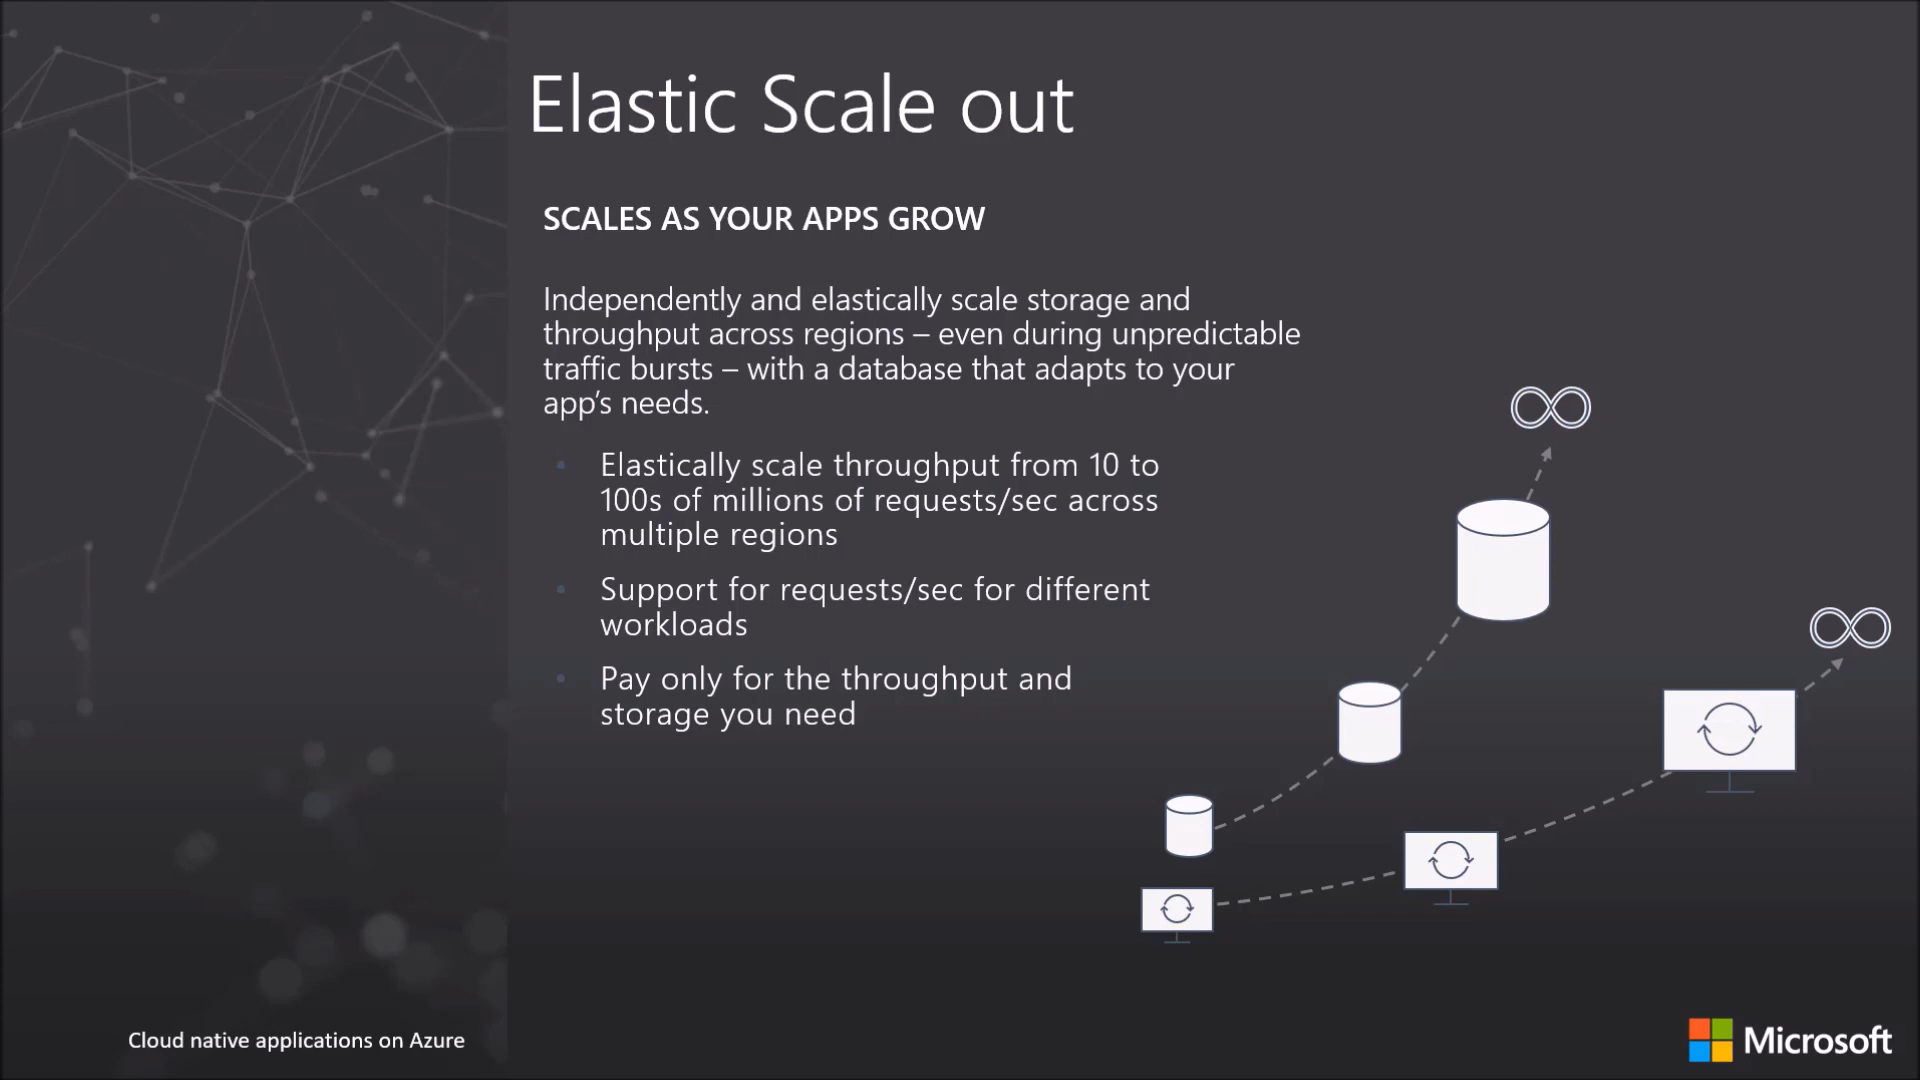 Elastic Scale out
SCALES AS YOUR APPS GROW
Independently and elastically scale storage and
throughput across regions – even during unpredictable
traffic bursts – with a database that adapts to your
app’s needs.
Elastically scale throughput from 10 to
100s of millions of requests/sec across
multiple regions
Support for requests/sec for different
workloads
Pay only for the throughput and
storage you need
Cloud native applications on Azure
Microsoft